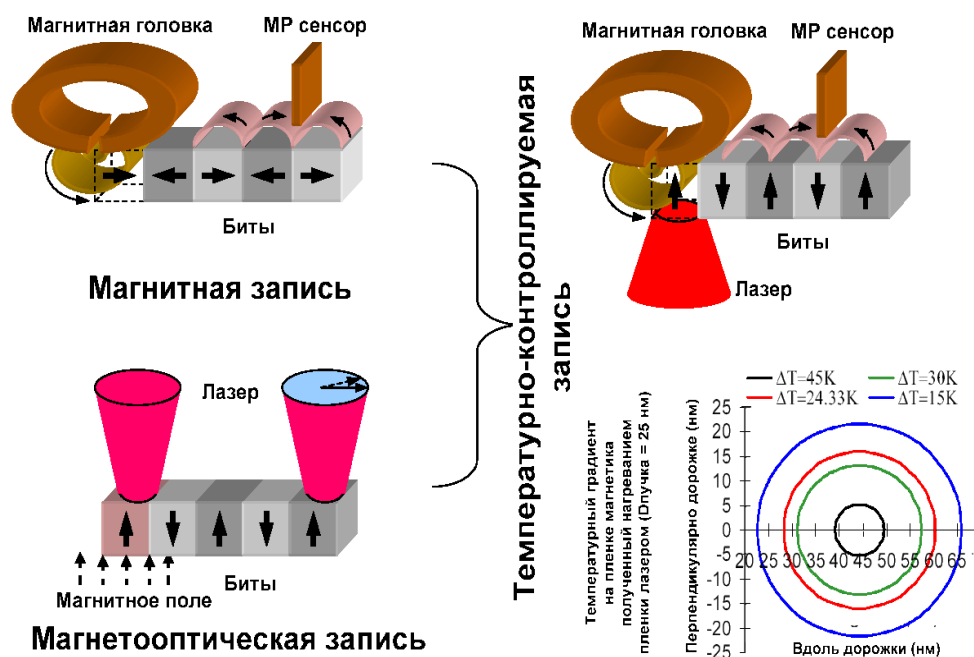 Магнитная головка
МР сенсор
Биты
Магнитная запись
Лазер
Биты
Магнитное поле
Магнетооптическая запись
Температурно-контроллируемая
запись
Магнитная головка
МР сенсор
Биты
Лазер
ΔT=45K
ΔT=30K
ΔT=24.33K
ΔT=15K
Температурный градиент
на пленке магнетика
полученный нагреванием
пленки лазером (Dпучка = 25 нм)
Перпендикулярно дорожке (нм)
25
20
15
10
5
0
-5
-10
-15
-20
-25
20 25 30 35 40 45 50 55 60 65
Вдоль дорожки (нм)